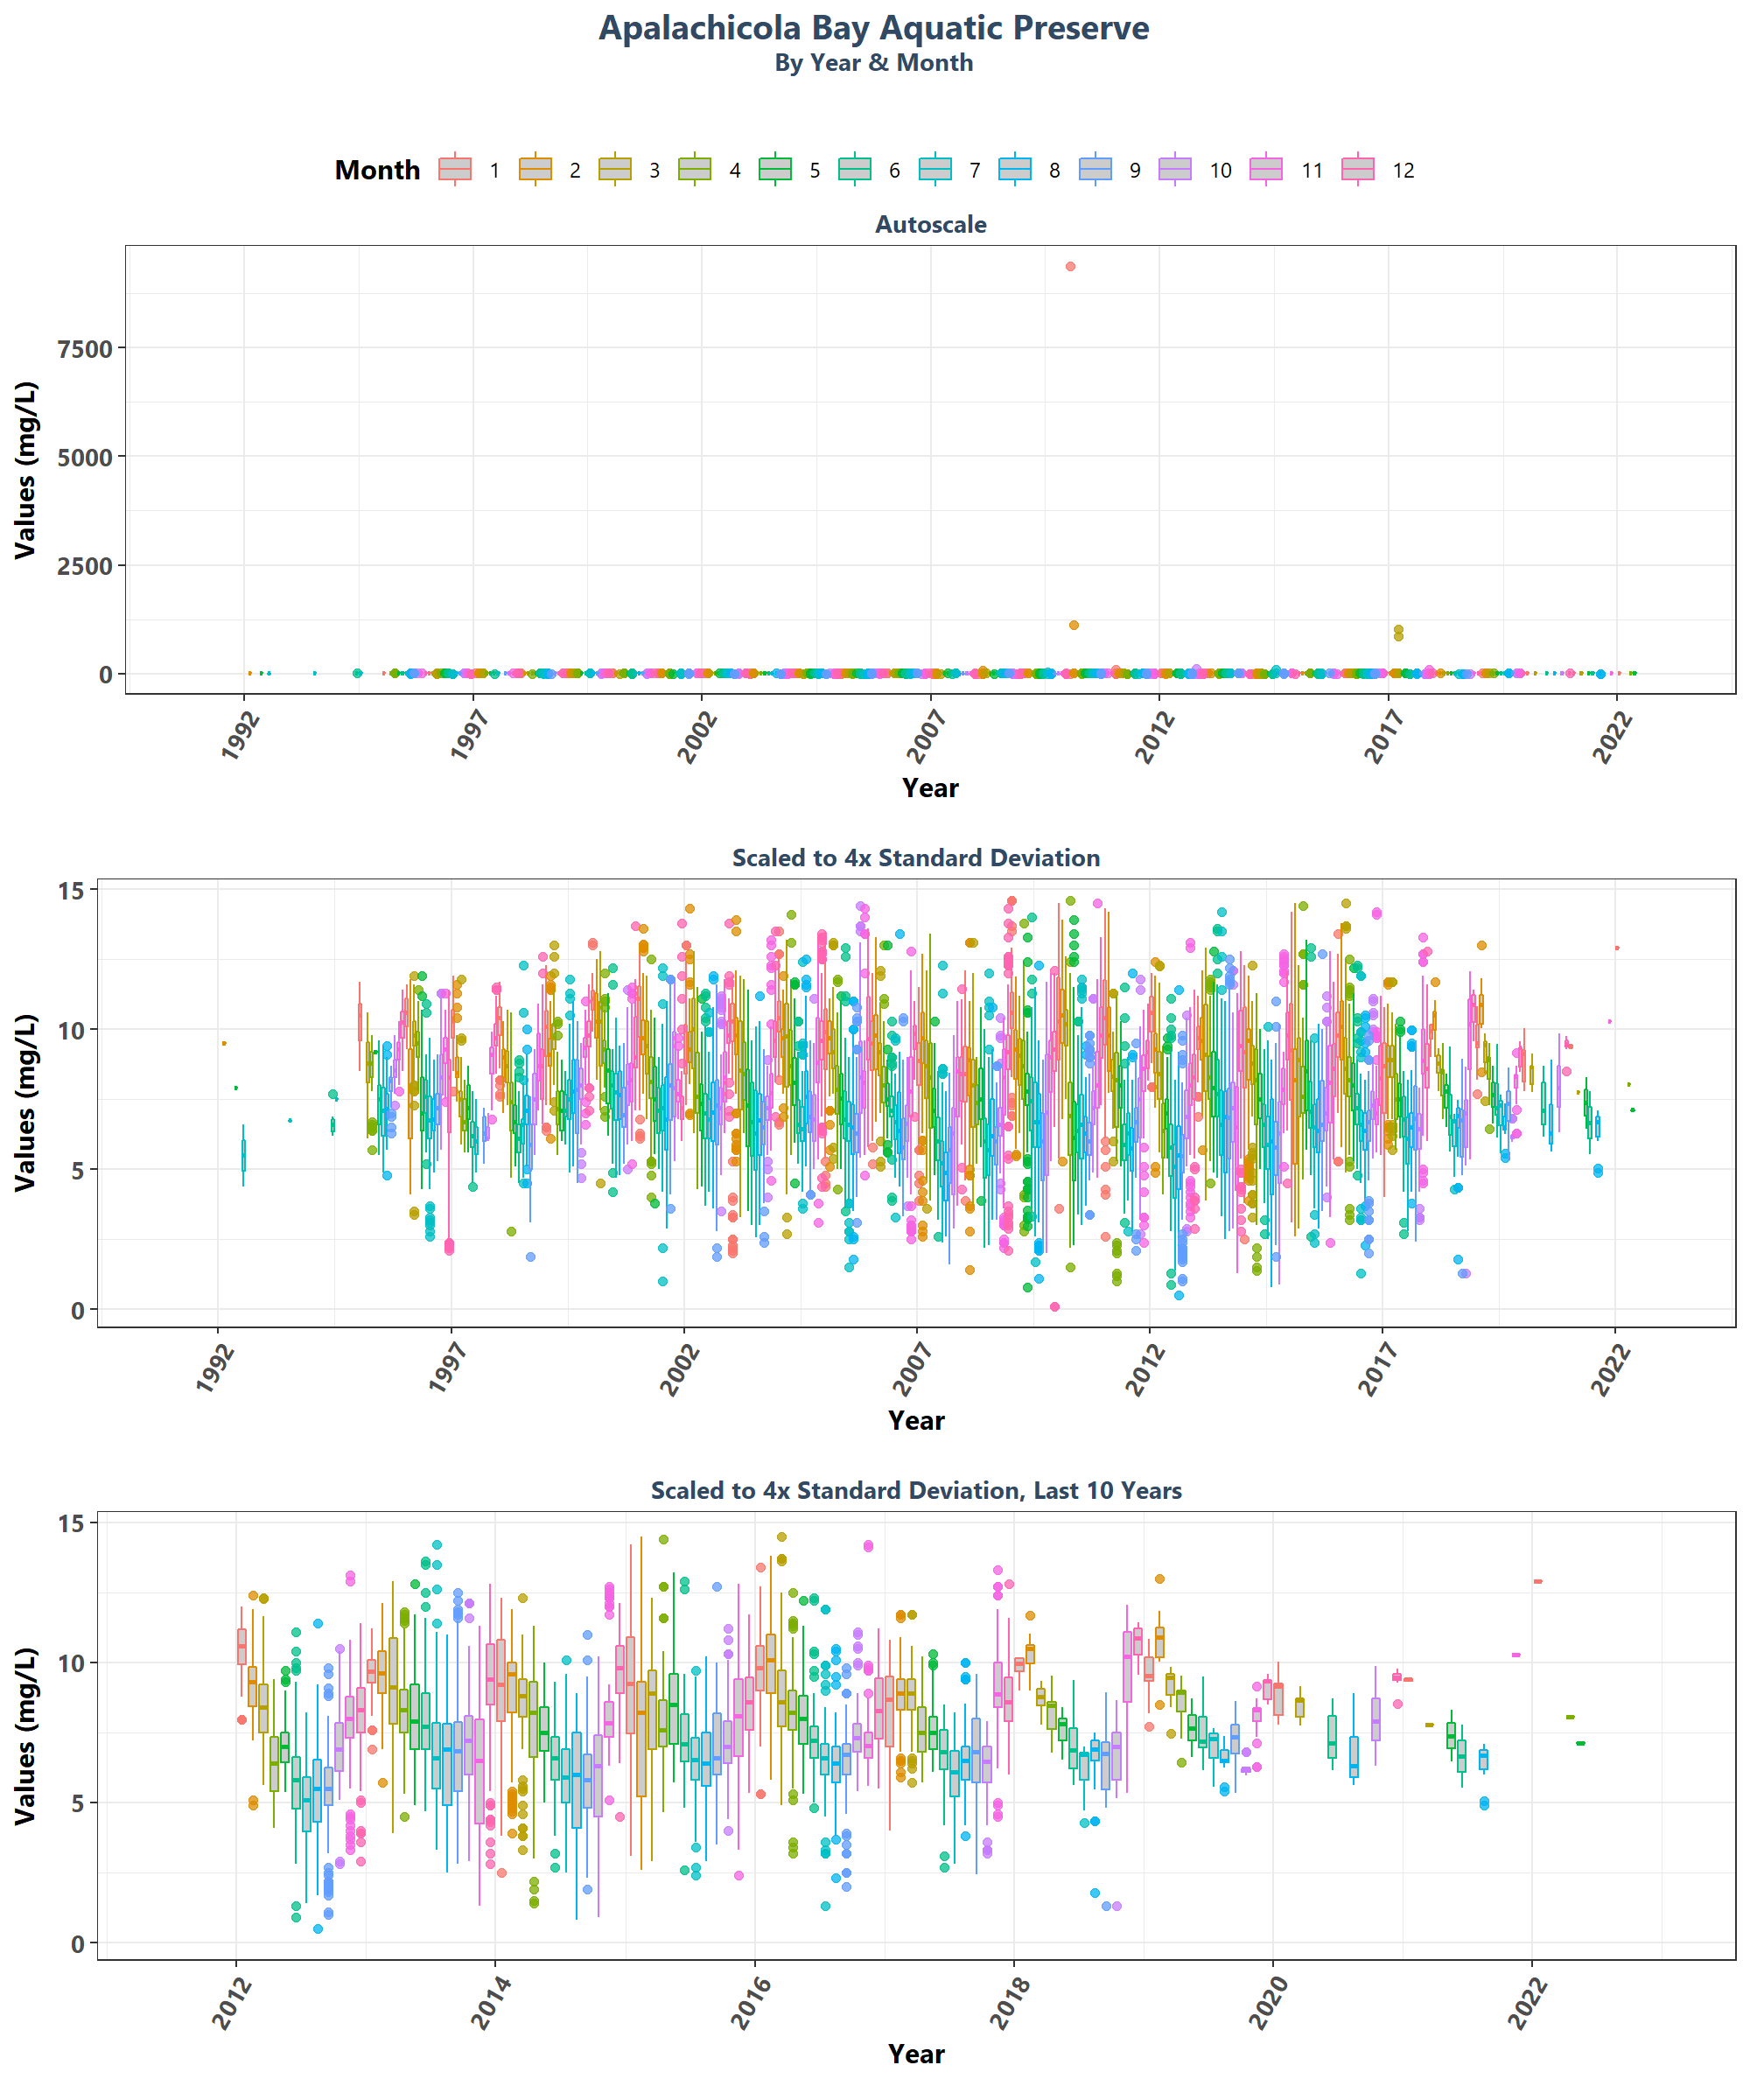 Apalachicola Bay Aquatic Preserve
By Year & Month
Month 1 2 3 4 5 6 7 8 9 10 11 12
Autoscale
Values (mg/L)
7500
5000
2500
0
1992 1997 2002 2007 2012 2017 2022
Year
Scaled to 4x Standard Deviation
Values (mg/L)
15
10
5
0
1992 1997 2002 2007 2012 2017 2022
Year
Scaled to 4x Standard Deviation, Last 10 Years
Values (mg/L)
15
10
5
0
2012 2014 2016 2018 2020 2022
Year